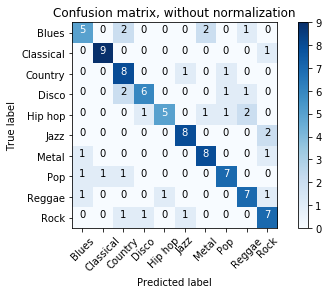 Confusion matrix, without normalization
True label
Blues 5 0 2 0 0 0 2 0 1 0
Classical 0 9 0 0 0 0 0 0 0 1
Country 0 0 8 0 0 1 0 1 0 0
Disco 0 0 2 6 0 0 0 1 1 0
Hip hop 0 0 0 1 5 0 1 1 2 0
Jazz 0 0 0 0 0 8 0 0 0 2
Metal 1 0 0 0 0 0 8 0 0 1
Pop 1 1 1 0 0 0 0 7 0 0
Reggae 1 0 0 0 1 0 0 0 7 1
Rock 0 0 1 1 0 1 0 0 0 7
Blues Classical Country Disco Hip hop Jazz Metal Pop Reggae Rock
Predicted label
9
8
7
6
5
4
3
2
1
0